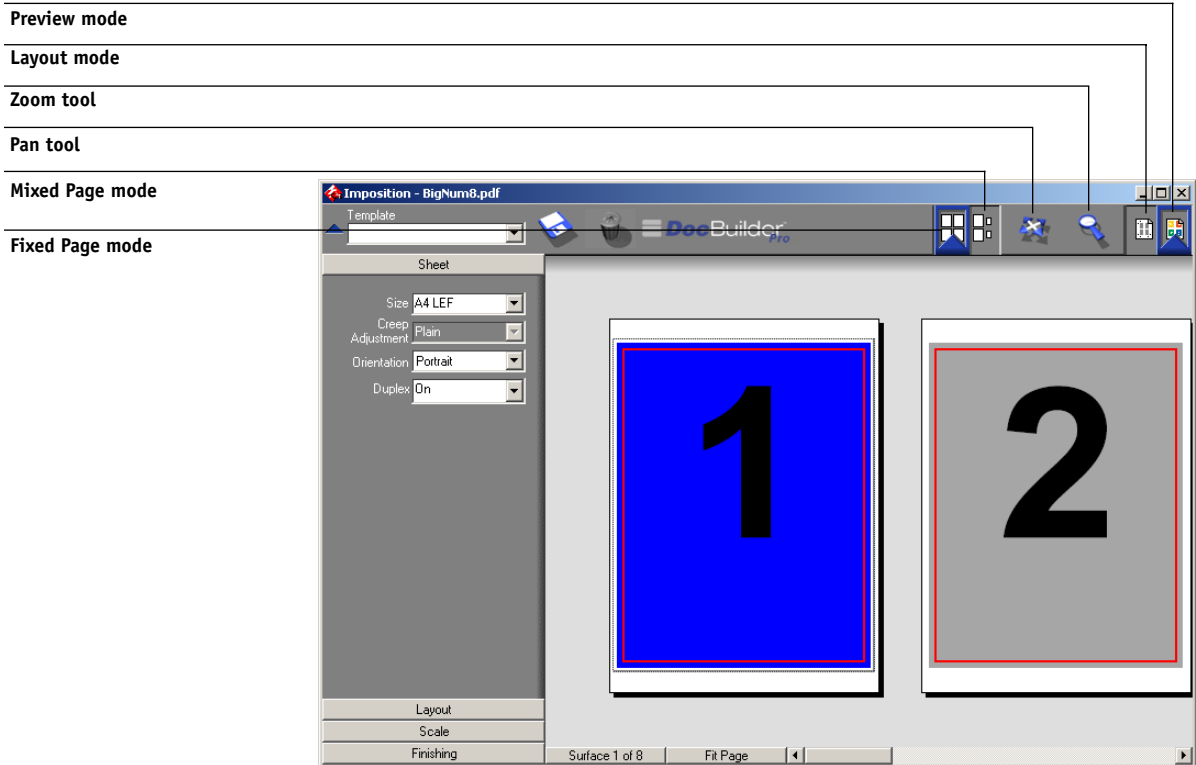 Preview mode
Layout mode
Zoom tool
Pan tool
Mixed Page mode
Fixed Page mode
Imposition - BigNum8.pdf
Template
DocBuilder Pro
Sheet
Size A4 LEF
Creep Adjustment Plain
Orientation Portrait
Duplex On
1
2
Layout
Scale
Finishing
Surface 1 of 8
Fit Page